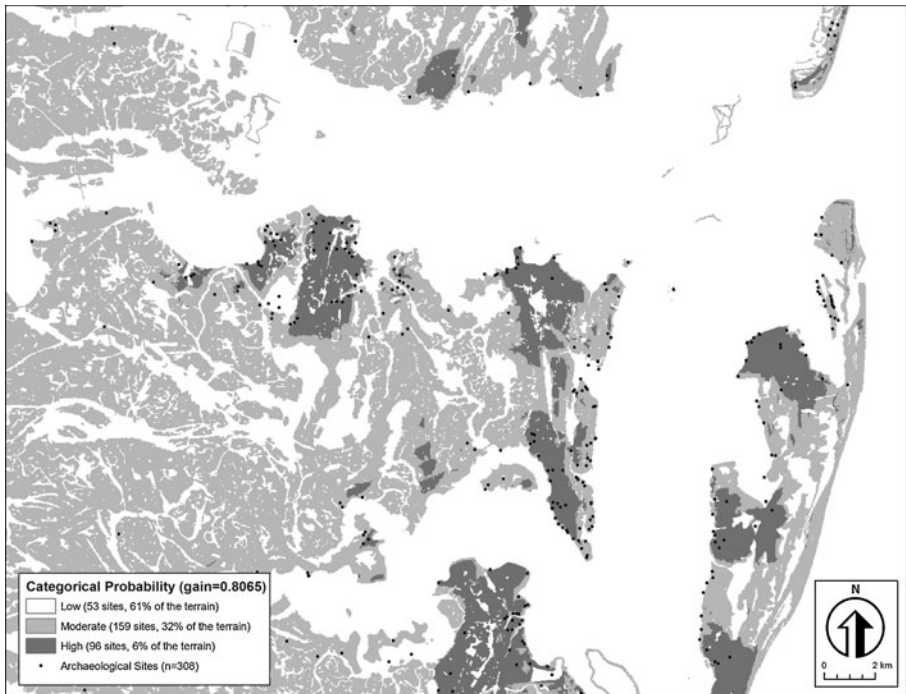 Categorical Probability (gain=0.8065)
Low (53 sites, 61% of the terrain)
Moderate (159 sites, 32% of the terrain)
High (96 sites, 6% of the terrain)
Archaeological Sites (n=308)
N
0 2 km